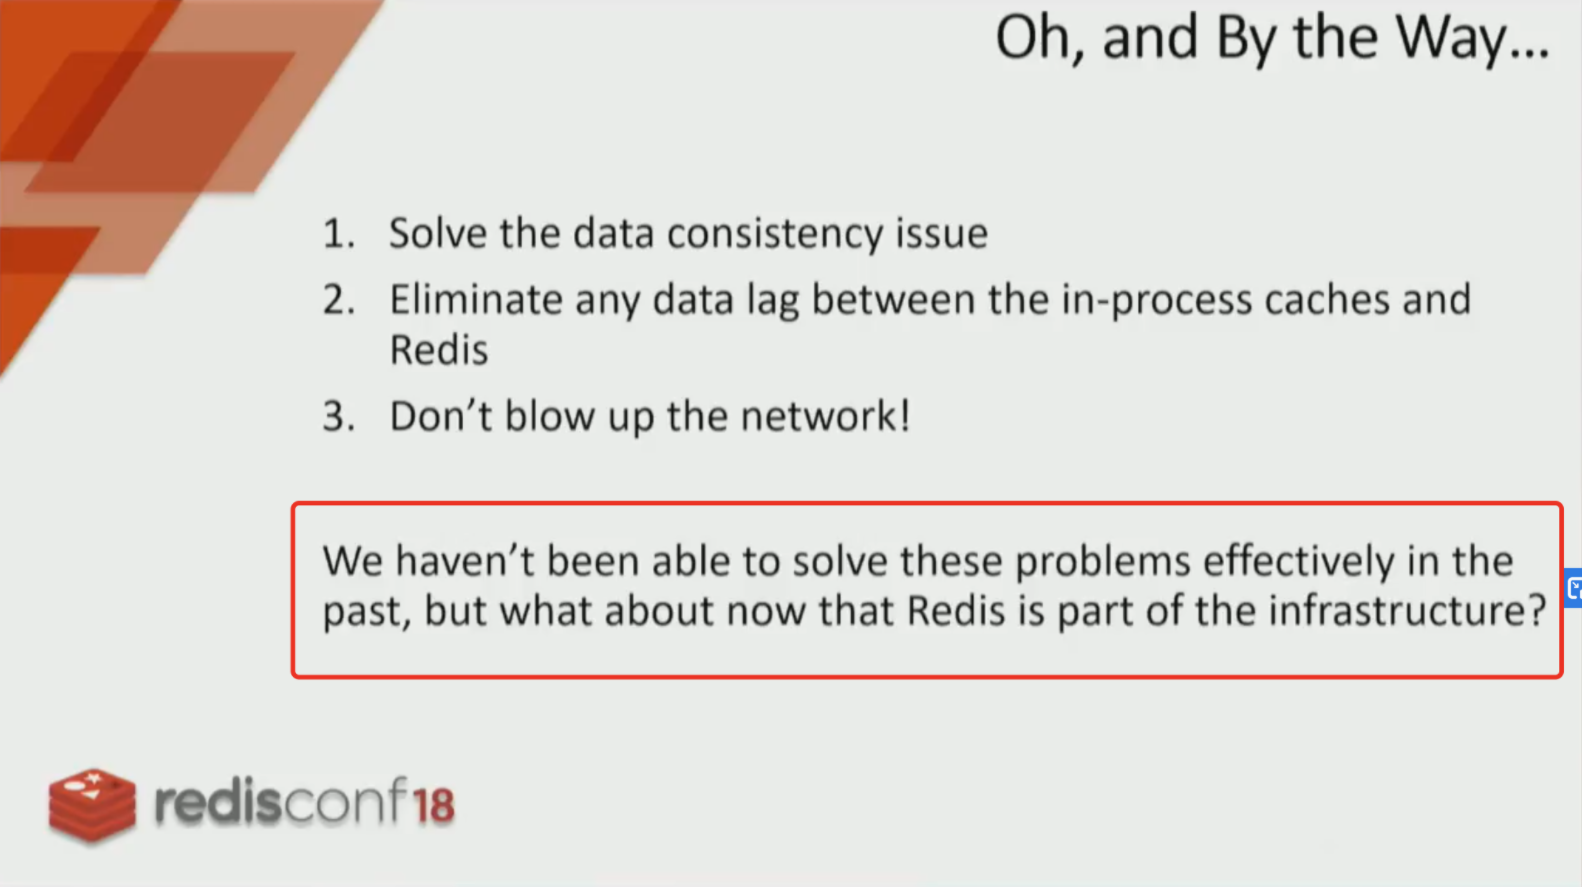 Oh, and By the Way...
1. Solve the data consistency issue
2. Eliminate any data lag between the in-process caches and
Redis
3. Don’t blow up the network!
We haven’t been able to solve these problems effectively in the
past, but what about now that Redis is part of the infrastructure?
redisconf18